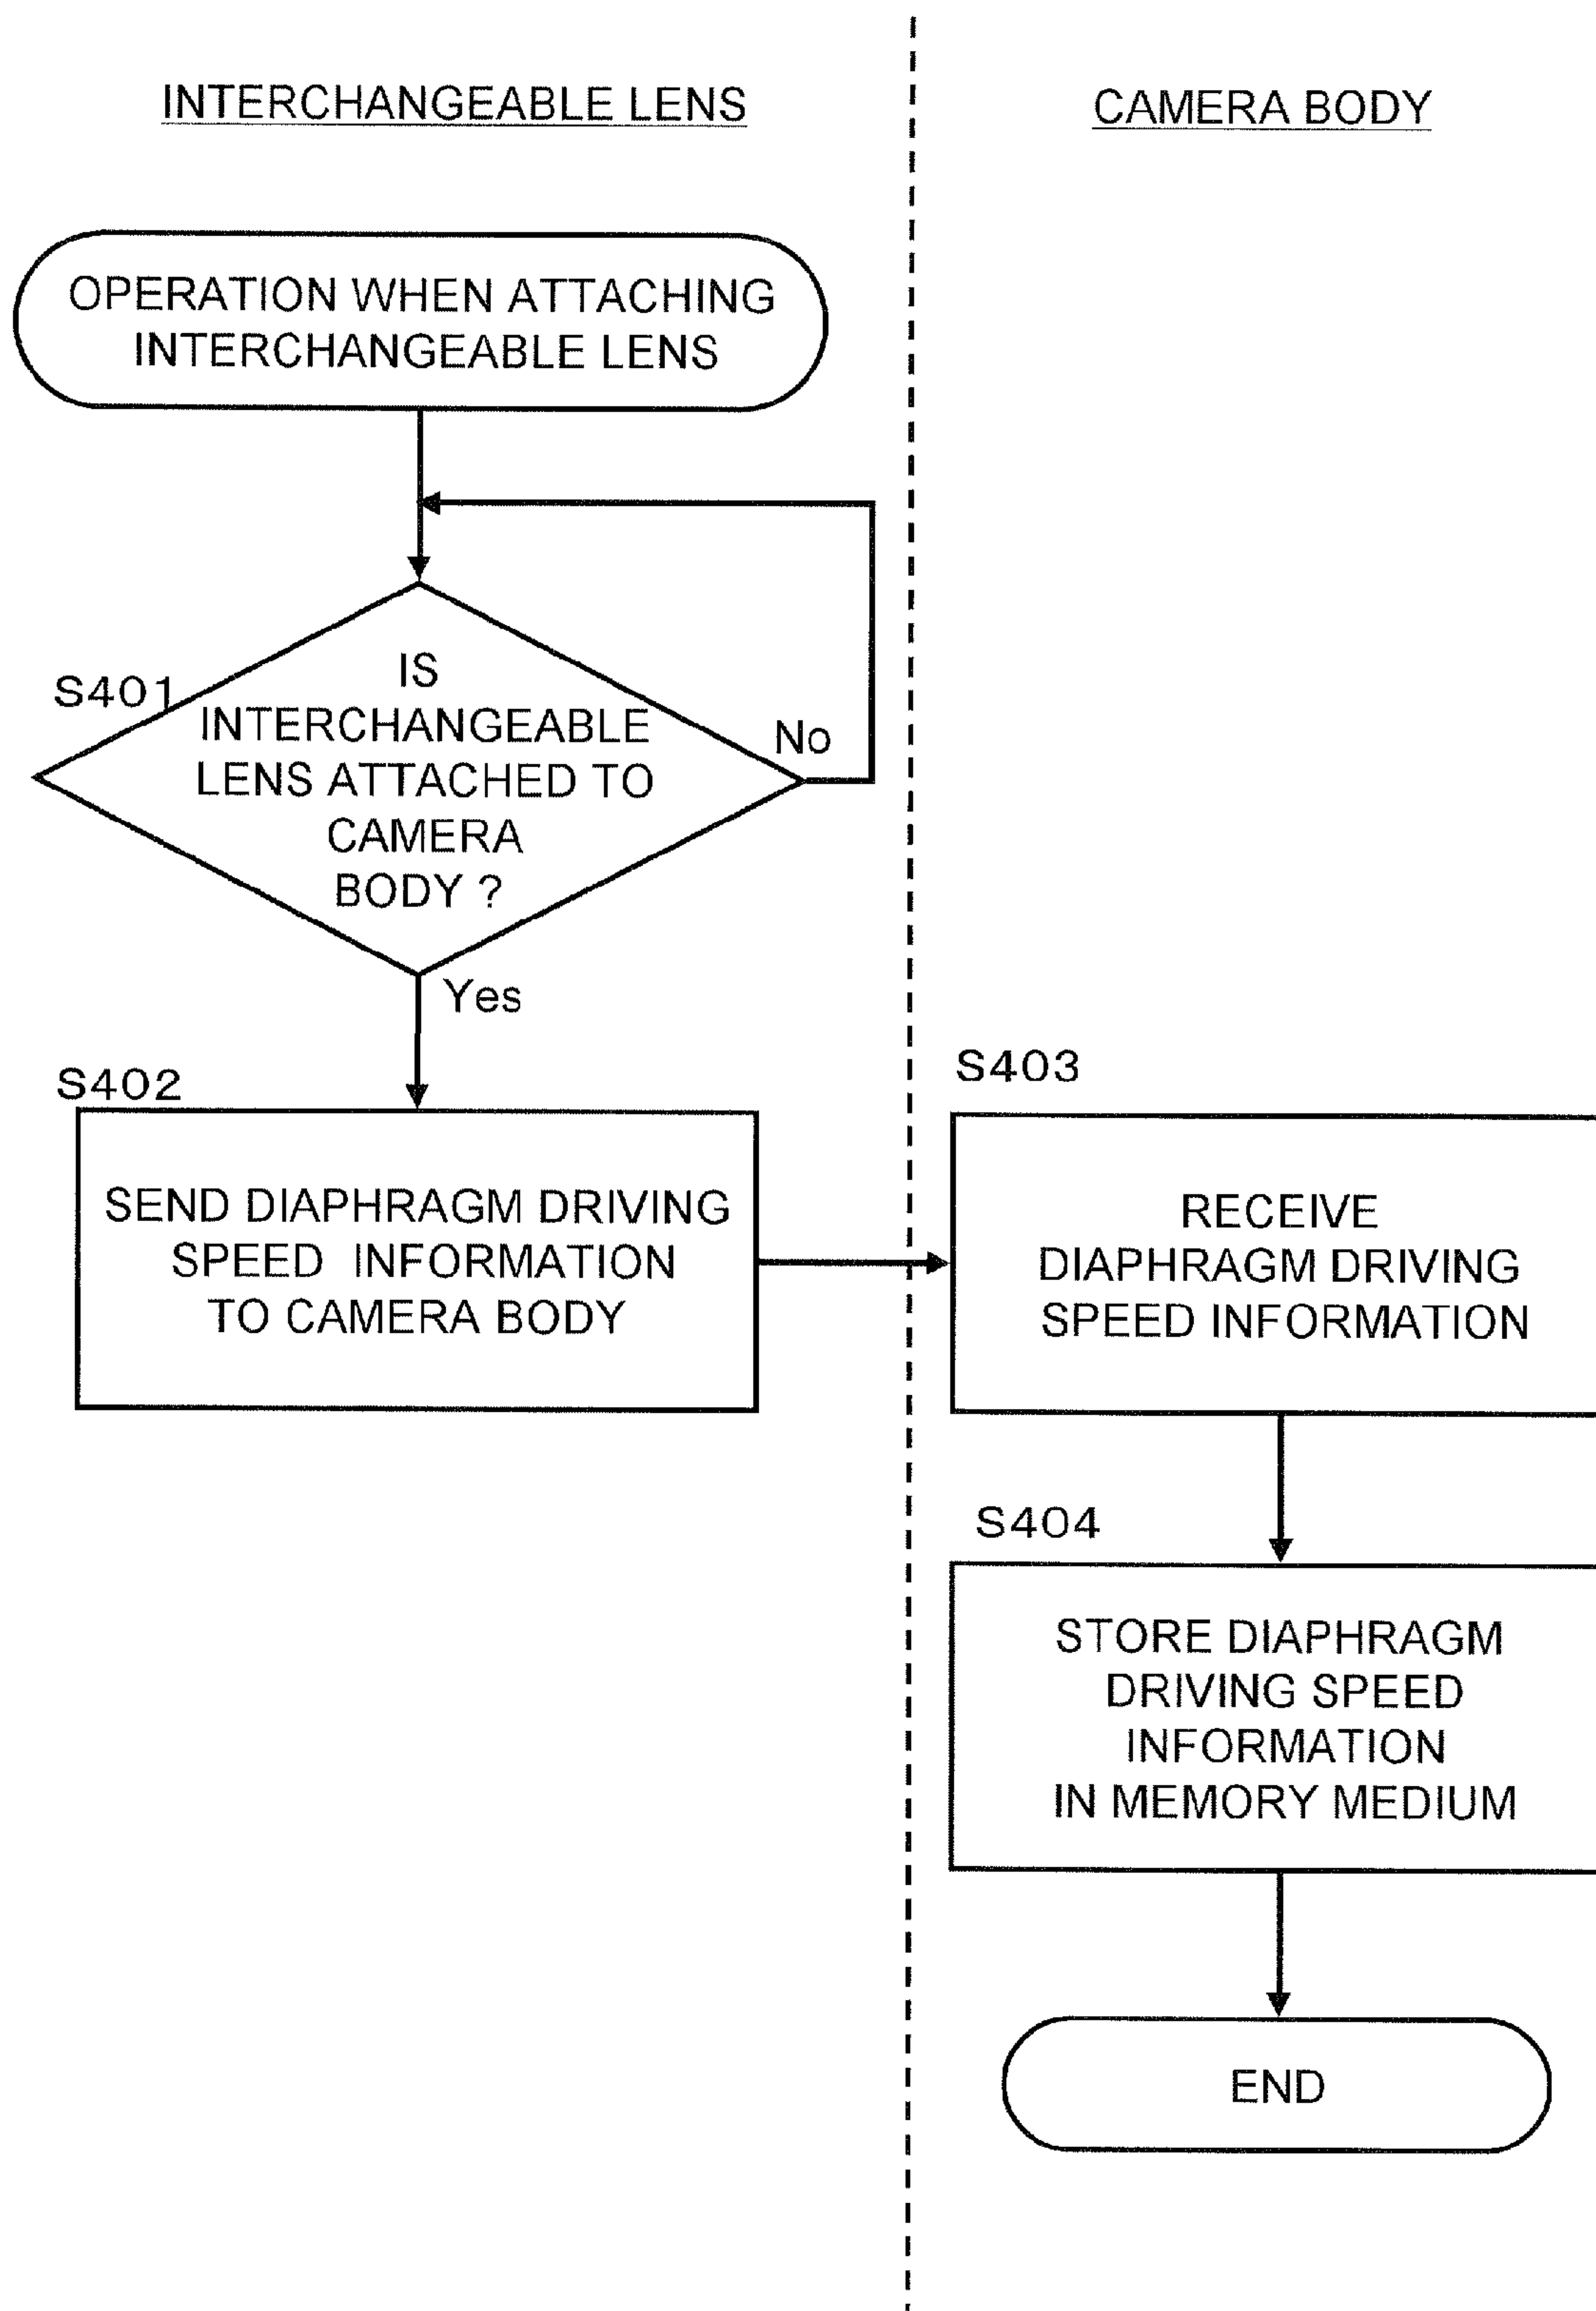 INTERCHANGEABLE LENS
CAMERA BODY
OPERATION WHEN ATTACHING
INTERCHANGEABLE LENS
S401
IS
INTERCHANGEABLE
LENS ATTACHED TO
CAMERA
BODY ?
No
Yes
S402
SEND DIAPHRAGM DRIVING
SPEED INFORMATION
TO CAMERA BODY
S403
RECEIVE
DIAPHRAGM DRIVING
SPEED INFORMATION
S404
STORE DIAPHRAGM
DRIVING SPEED
INFORMATION
IN MEMORY MEDIUM
END